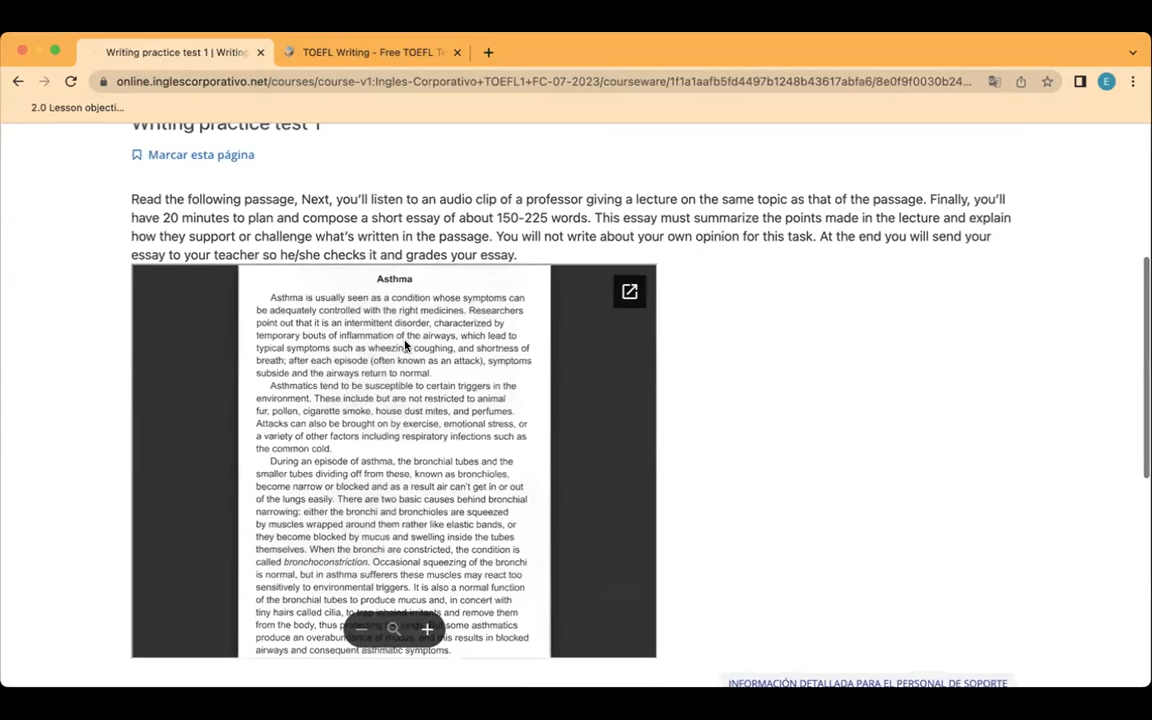 Writing practice test 1 | Writing
TOEFL Writing - Free TOEFL Te
online.inglescorporativo.net/courses/course-v1:Ingles-Corporativo+TOEFL1+FC-07-2023/courseware/1f1a1aafb5fd4497b1248b43617abfa6/8e0f9f0030b24...
E
2.0 Lesson objecti...
Writing practice test 1
Marcar esta página
Read the following passage, Next, you'll listen to an audio clip of a professor giving a lecture on the same topic as that of the passage. Finally, you'll
have 20 minutes to plan and compose a short essay of about 150-225 words. This essay must summarize the points made in the lecture and explain
how they support or challenge what's written in the passage. You will not write about your own opinion for this task. At the end you will send your
essay to your teacher so he/she checks it and grades your essay.
Asthma
Asthma is usually seen as a condition whose symptoms can
be adequately controlled with the right medicines. Researchers
point out that it is an intermittent disorder, characterized by
temporary bouts of inflammation of the airways, which lead to
typical symptoms such as wheezing, coughing, and shortness of
breath; after each episode (often known as an attack), symptoms
subside and the airways return to normal.
Asthmatics tend to be susceptible to certain triggers in the
environment. These include but are not restricted to animal
fur, pollen, cigarette smoke, house dust mites, and perfumes.
Attacks can also be brought on by exercise, emotional stress, or
a variety of other factors including respiratory infections such as
the common cold.
During an episode of asthma, the bronchial tubes and the
smaller tubes dividing off from these, known as bronchioles,
become narrow or blocked and as a result air can't get in or out
of the lungs easily. There are two basic causes behind bronchial
narrowing: either the bronchi and bronchioles are squeezed
by muscles wrapped around them rather like elastic bands, or
they become blocked by mucus and swelling inside the tubes
themselves. When the bronchi are constricted, the condition is
called bronchoconstriction. Occasional squeezing of the bronchi
is normal, but in asthma sufferers these muscles may react too
sensitively to environmental triggers. It is also a normal function
of the bronchial tubes to produce mucus and, in concert with
tiny hairs called cilia, to trap inhaled irritants and remove them
from the body, thus protecting the lungs. But some asthmatics
produce an overabundance of mucus, and this results in blocked
airways and consequent asthmatic symptoms.
INFORMACIÓN DETALLADA PARA EL PERSONAL DE SOPORTE